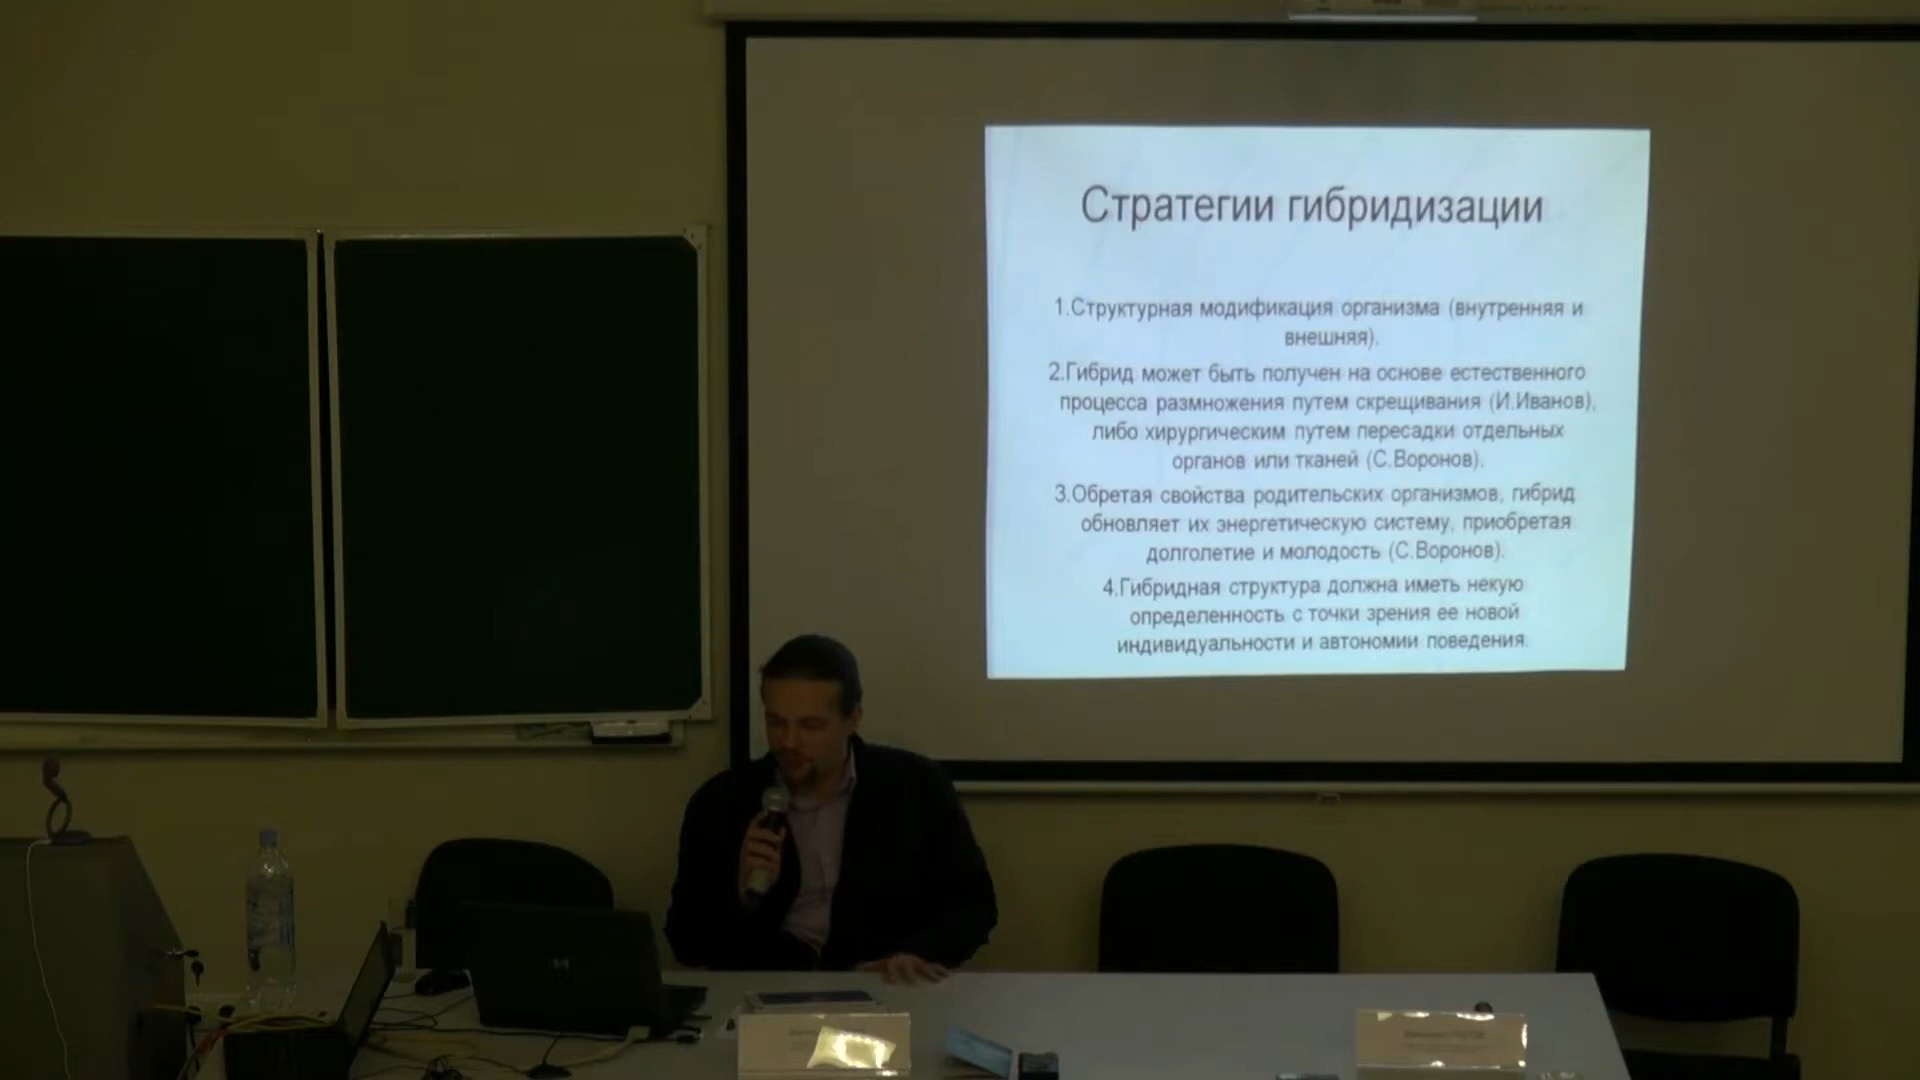 Стратегии гибридизации
1.Структурная модификация организма (внутренняя и
внешняя).
2.Гибрид может быть получен на основе естественного
процесса размножения путем скрещивания (И.Иванов),
либо хирургическим путем пересадки отдельных
органов или тканей (С.Воронов).
3.Обретая свойства родительских организмов, гибрид
обновляет их энергетическую систему, приобретая
долголетие и молодость (С.Воронов).
4.Гибридная структура должна иметь некую
определенность с точки зрения ее новой
индивидуальности и автономии поведения.